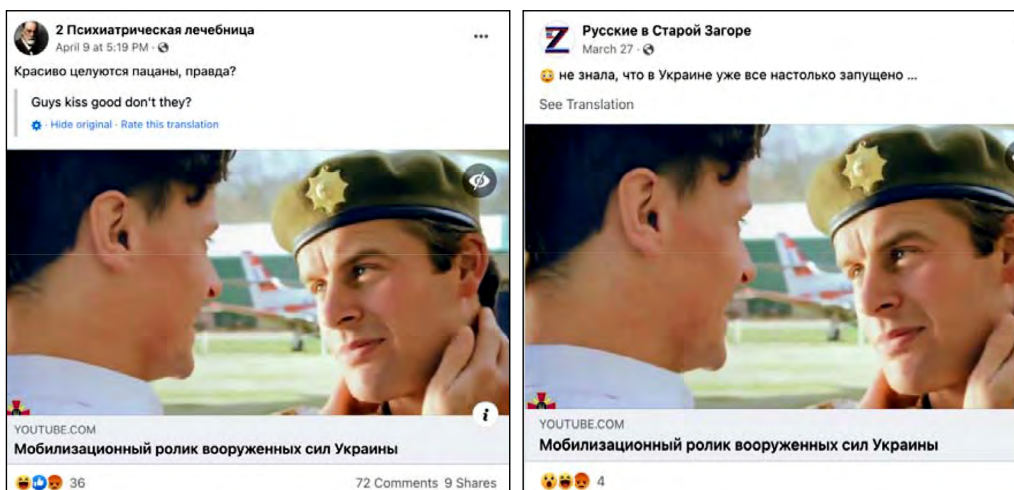 2 Психиатрическая лечебница
April 9 at 5:19 PM ·
Красиво целуются пацаны, правда?
Guys kiss good don't they?
· Hide original · Rate this translation
YOUTUBE.COM
Мобилизационный ролик вооруженных сил Украины
36
72 Comments 9 Shares
Русские в Старой Загоре
March 27 ·
не знала, что в Украине уже все настолько запущено ...
See Translation
YOUTUBE.COM
Мобилизационный ролик вооруженных сил Украины
4